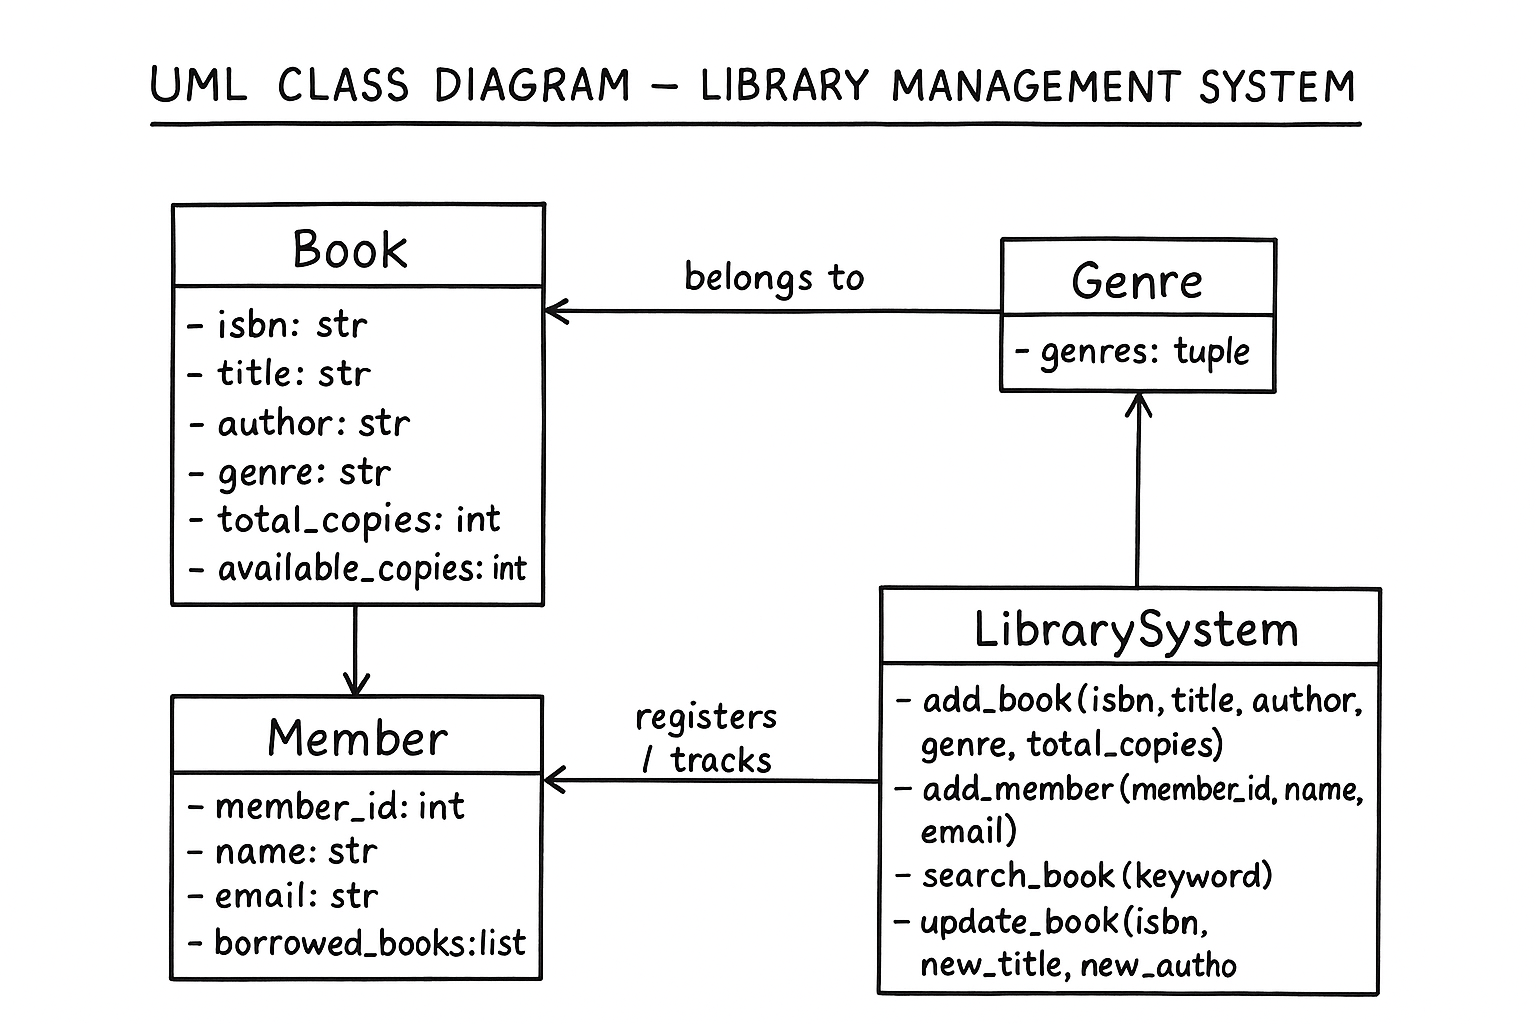 UML CLASS DIAGRAM – LIBRARY MANAGEMENT SYSTEM
Book
- isbn: str
- title: str
- author: str
- genre: str
- total_copies: int
- available_copies: int
belongs to
Genre
- genres: tuple
Member
- member_id: int
- name: str
- email: str
- borrowed_books:list
registers
/ tracks
LibrarySystem
- add_book(isbn, title, author,
genre, total_copies)
- add_member(member_id, name,
email)
- search_book(keyword)
- update_book(isbn,
new_title, new_autho